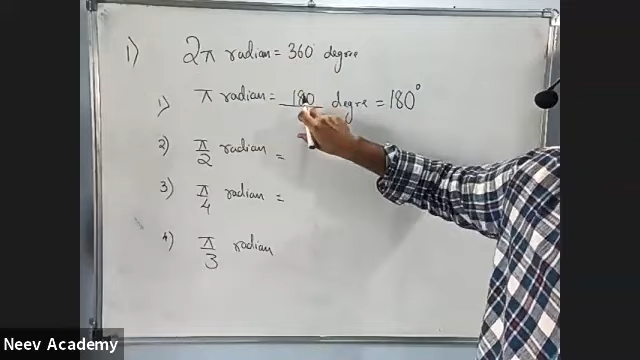 1) 2π radian = 360 degree
1) π radian = 180 degre = 180°
2) π/2 radian =
3) π/4 radian =
4) π/3 radian
Neev Academy